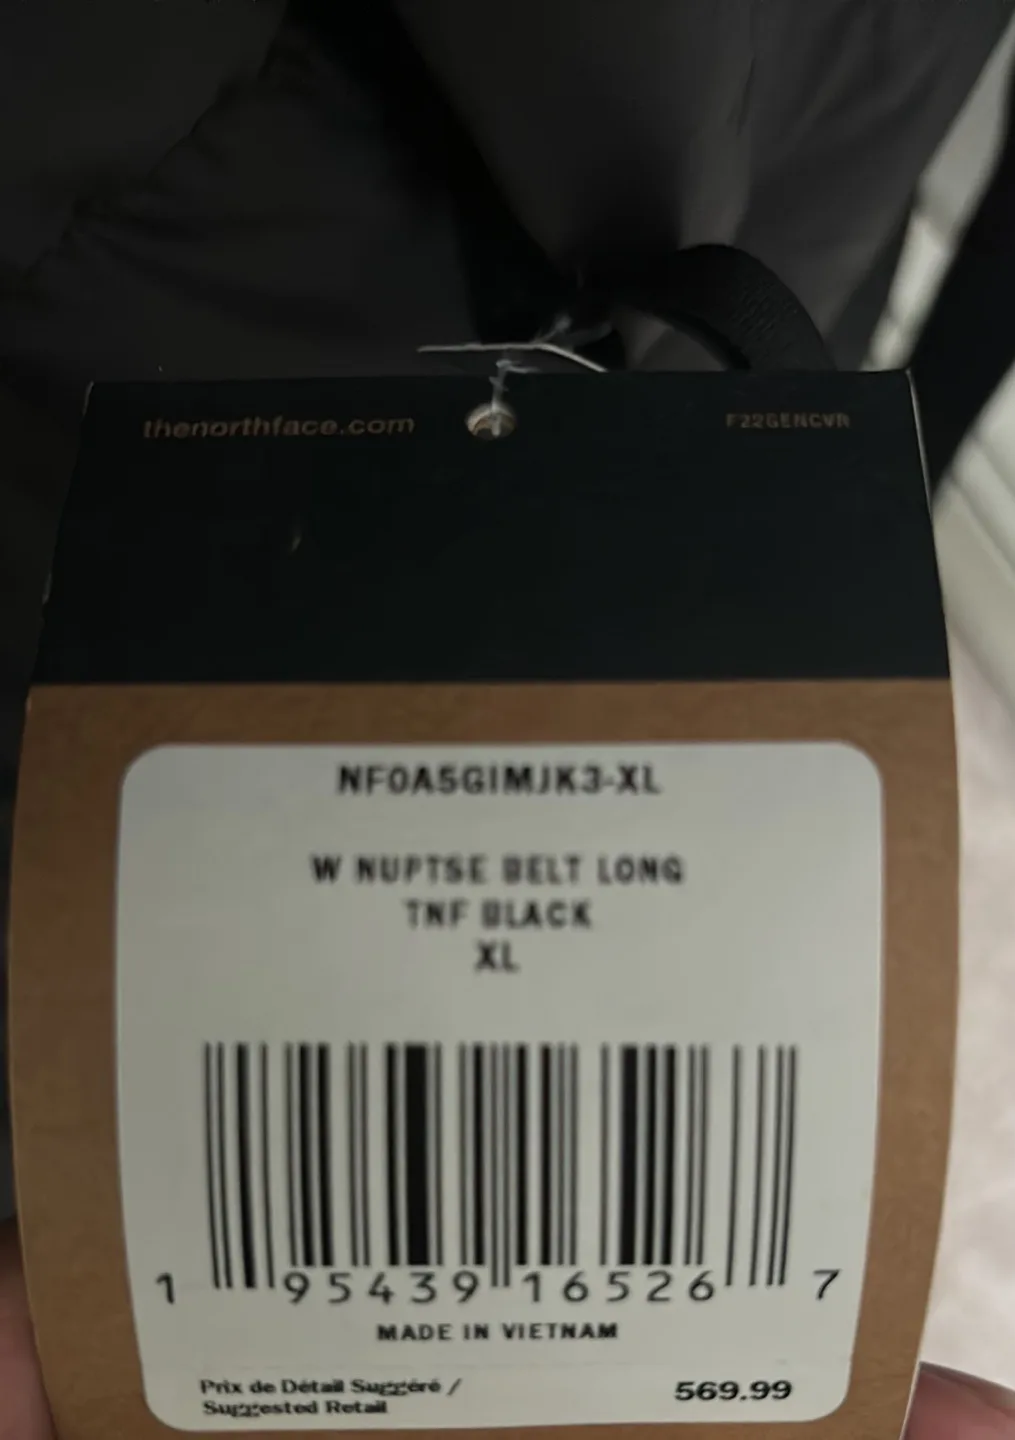 thenorthface.com F22GENCVR
NF0A5GIMJK3-XL
W NUPTSE BELT LONG
TNF BLACK
XL
1 95439 16526 7
MADE IN VIETNAM
Prix de Détail Suggéré / 569.99
Suggested Retail